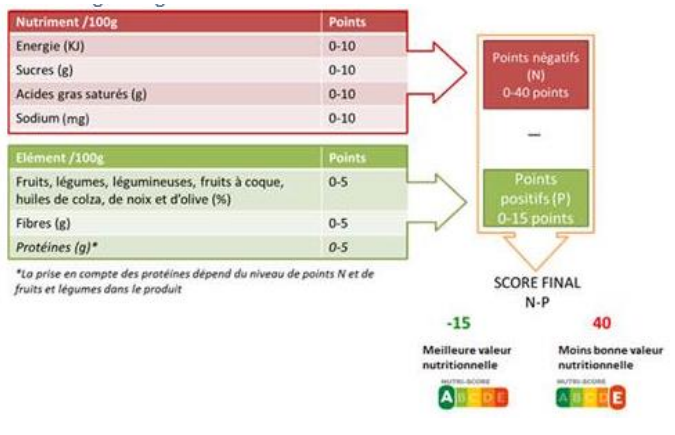 Nutriment /100g Points
Energie (KJ) 0-10
Sucres (g) 0-10
Acides gras saturés (g) 0-10
Sodium (mg) 0-10
Points négatifs
(N)
0-40 points
—
Elément /100g Points
Fruits, légumes, légumineuses, fruits à coque, 0-5
huiles de colza, de noix et d'olive (%)
Fibres (g) 0-5
Protéines (g)* 0-5
Points
positifs (P)
0-15 points
*La prise en compte des protéines dépend du niveau de points N et de
fruits et légumes dans le produit
SCORE FINAL
N-P
-15
Meilleure valeur
nutritionnelle
NUTRI-SCORE
A B C D E
40
Moins bonne valeur
nutritionnelle
NUTRI-SCORE
A B C D E